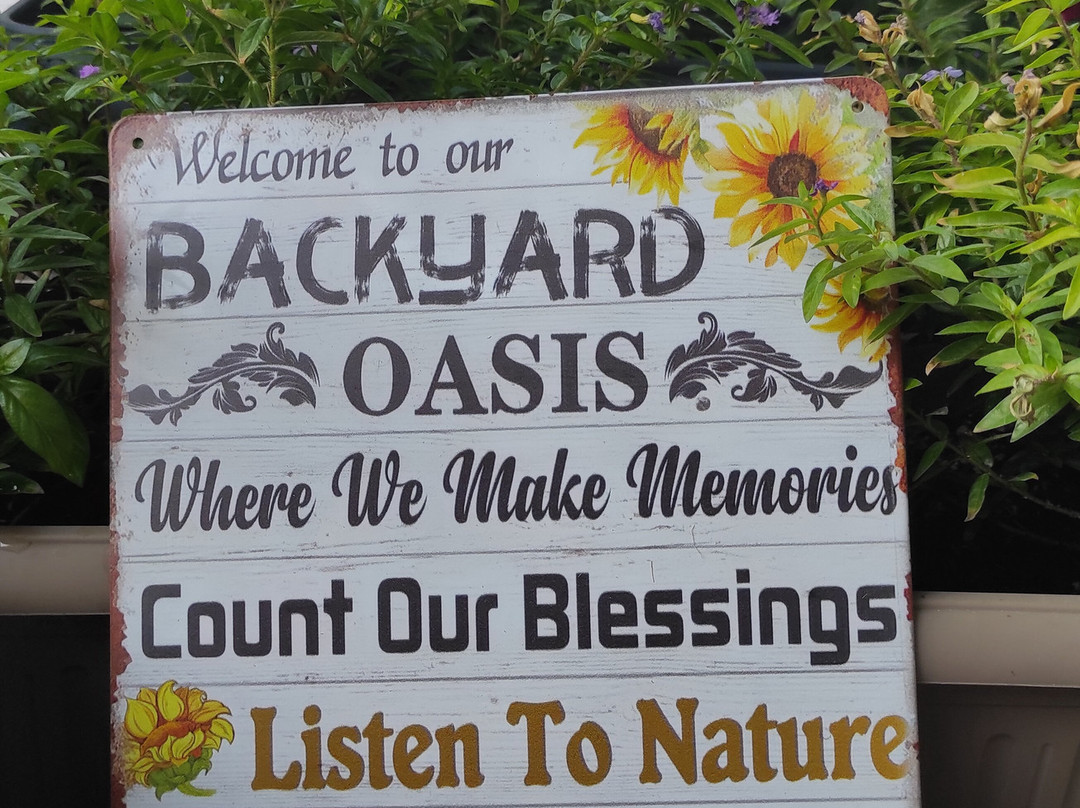 Welcome to our
BACKYARD
OASIS
Where We Make Memories
Count Our Blessings
Listen To Nature